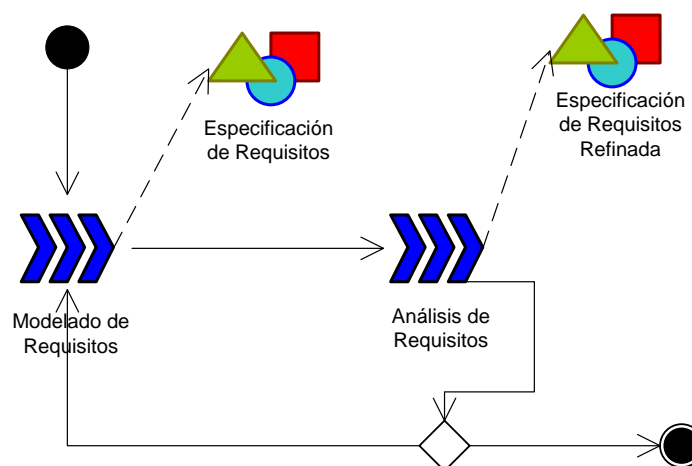 Especificación
de Requisitos
Especificación
de Requisitos
Refinada
Modelado de
Requisitos
Análisis de
Requisitos